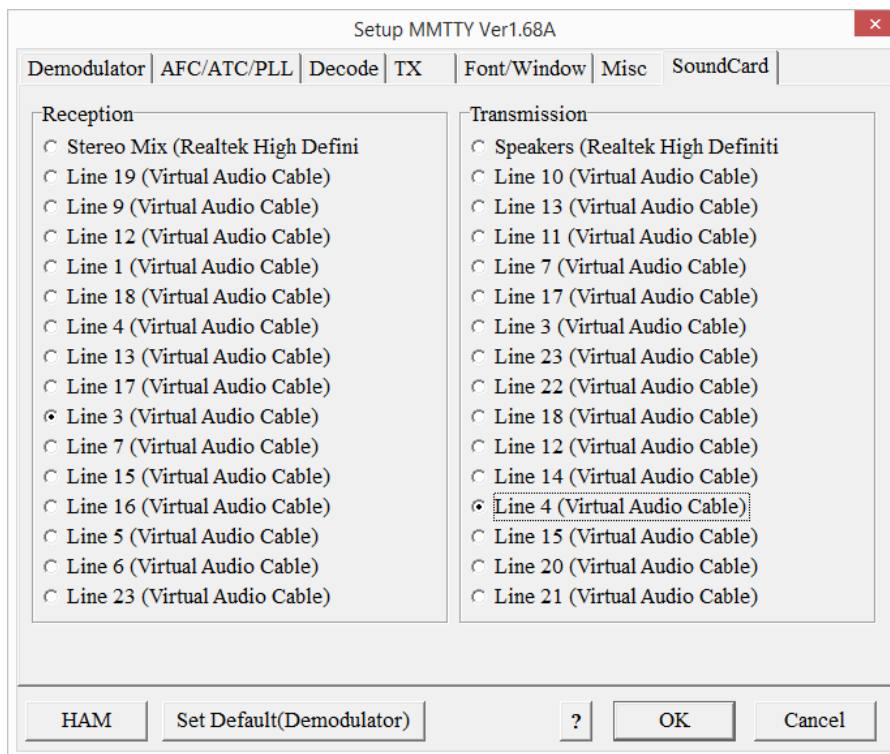 Setup MMTTY Ver1.68A
Demodulator AFC/ATC/PLL Decode TX Font/Window Misc SoundCard
Reception
Stereo Mix (Realtek High Defini
Line 19 (Virtual Audio Cable)
Line 9 (Virtual Audio Cable)
Line 12 (Virtual Audio Cable)
Line 1 (Virtual Audio Cable)
Line 18 (Virtual Audio Cable)
Line 4 (Virtual Audio Cable)
Line 13 (Virtual Audio Cable)
Line 17 (Virtual Audio Cable)
Line 3 (Virtual Audio Cable)
Line 7 (Virtual Audio Cable)
Line 15 (Virtual Audio Cable)
Line 16 (Virtual Audio Cable)
Line 5 (Virtual Audio Cable)
Line 6 (Virtual Audio Cable)
Line 23 (Virtual Audio Cable)
Transmission
Speakers (Realtek High Definiti
Line 10 (Virtual Audio Cable)
Line 13 (Virtual Audio Cable)
Line 11 (Virtual Audio Cable)
Line 7 (Virtual Audio Cable)
Line 17 (Virtual Audio Cable)
Line 3 (Virtual Audio Cable)
Line 23 (Virtual Audio Cable)
Line 22 (Virtual Audio Cable)
Line 18 (Virtual Audio Cable)
Line 12 (Virtual Audio Cable)
Line 14 (Virtual Audio Cable)
Line 4 (Virtual Audio Cable)
Line 15 (Virtual Audio Cable)
Line 20 (Virtual Audio Cable)
Line 21 (Virtual Audio Cable)
HAM Set Default(Demodulator) ? OK Cancel